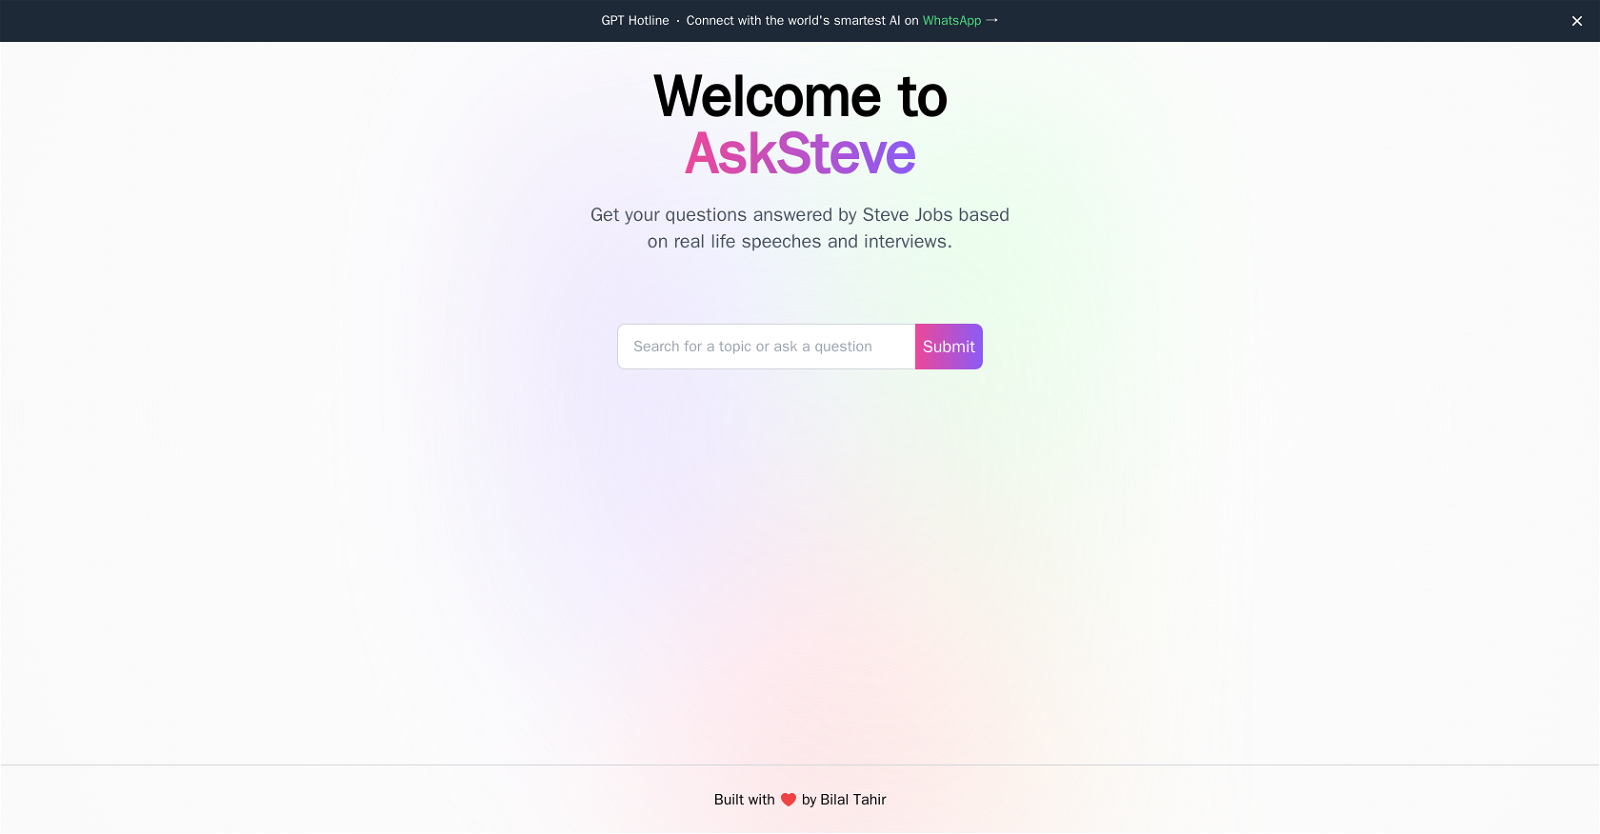 GPT Hotline · Connect with the world's smartest AI on WhatsApp →
Welcome to
AskSteve
Get your questions answered by Steve Jobs based
on real life speeches and interviews.
Search for a topic or ask a question Submit
Built with ❤ by Bilal Tahir